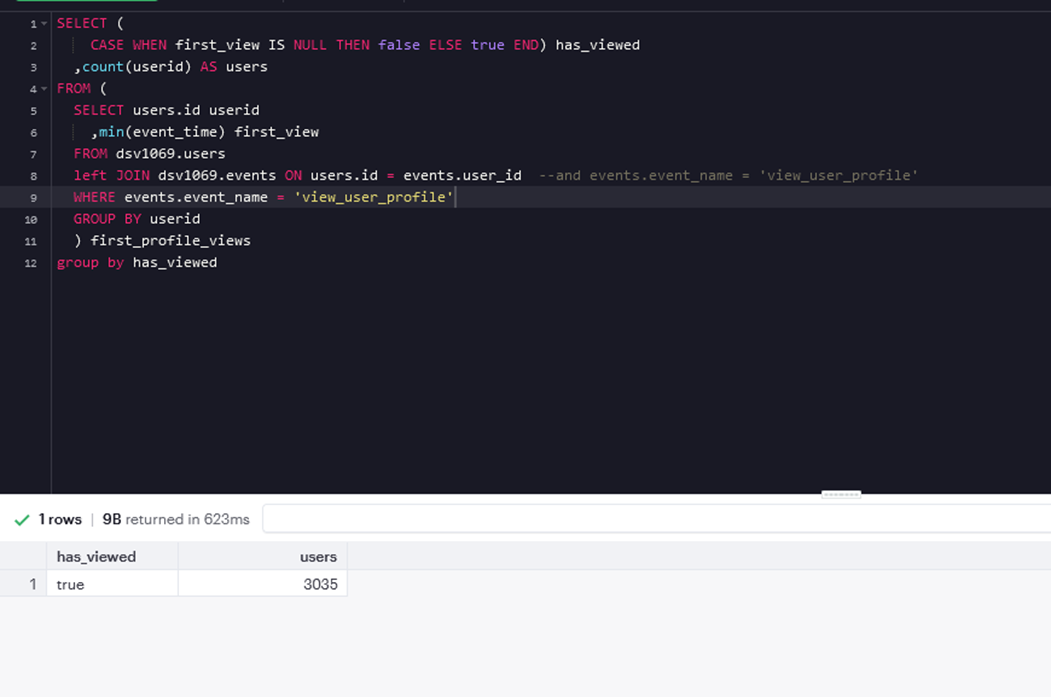 1 SELECT (
2 CASE WHEN first_view IS NULL THEN false ELSE true END) has_viewed
3 ,count(userid) AS users
4 FROM (
5 SELECT users.id userid
6 ,min(event_time) first_view
7 FROM dsv1069.users
8 left JOIN dsv1069.events ON users.id = events.user_id --and events.event_name = 'view_user_profile'
9 WHERE events.event_name = 'view_user_profile'
10 GROUP BY userid
11 ) first_profile_views
12 group by has_viewed
1 rows | 9B returned in 623ms
has_viewed users
1 true 3035